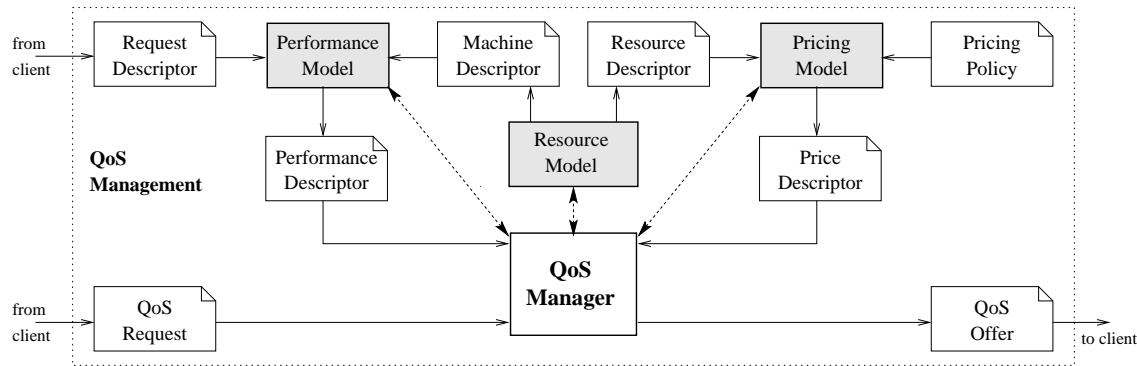 from
client
Request
Descriptor
Performance
Model
Machine
Descriptor
Resource
Descriptor
Pricing
Model
Pricing
Policy
QoS
Management
Performance
Descriptor
Resource
Model
Price
Descriptor
QoS
Manager
from
client
QoS
Request
QoS
Offer
to client